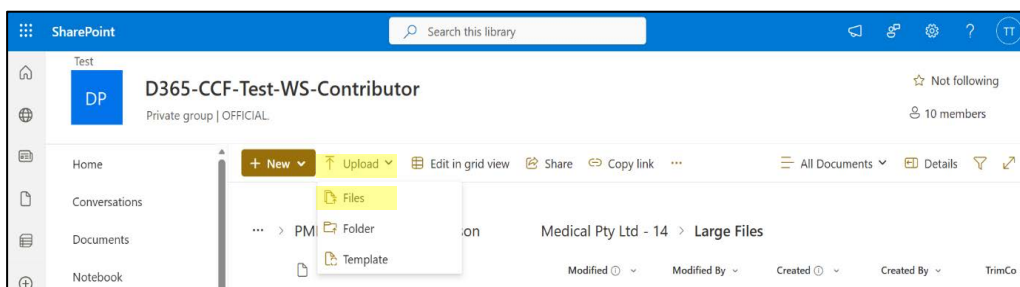 SharePoint
Search this library
?
TT
Test
DP
D365-CCF-Test-WS-Contributor
Private group | OFFICIAL.
Not following
10 members
Home
+ New
Upload
Edit in grid view
Share
Copy link
...
All Documents
Details
Conversations
Files
Documents
... > PM
Folder
on
Medical Pty Ltd - 14 > Large Files
Template
Notebook
Modified
Modified By
Created
Created By
TrimCo